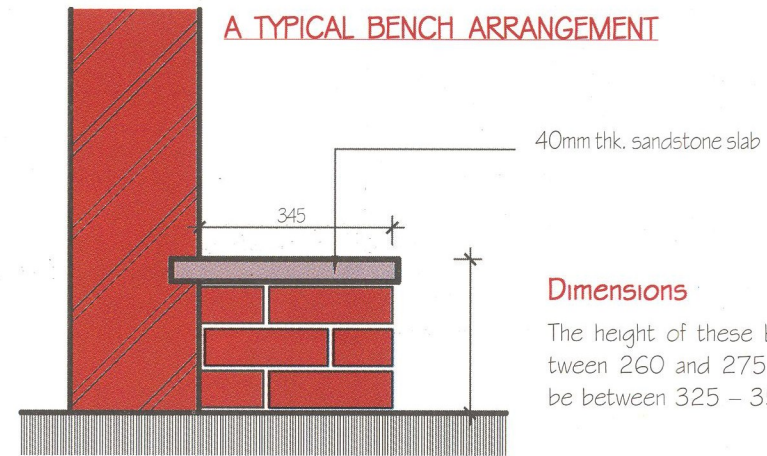 A TYPICAL BENCH ARRANGEMENT
40mm thk. sandstone slab
345
Dimensions
The height of these
tween 260 and 275
be between 325 –